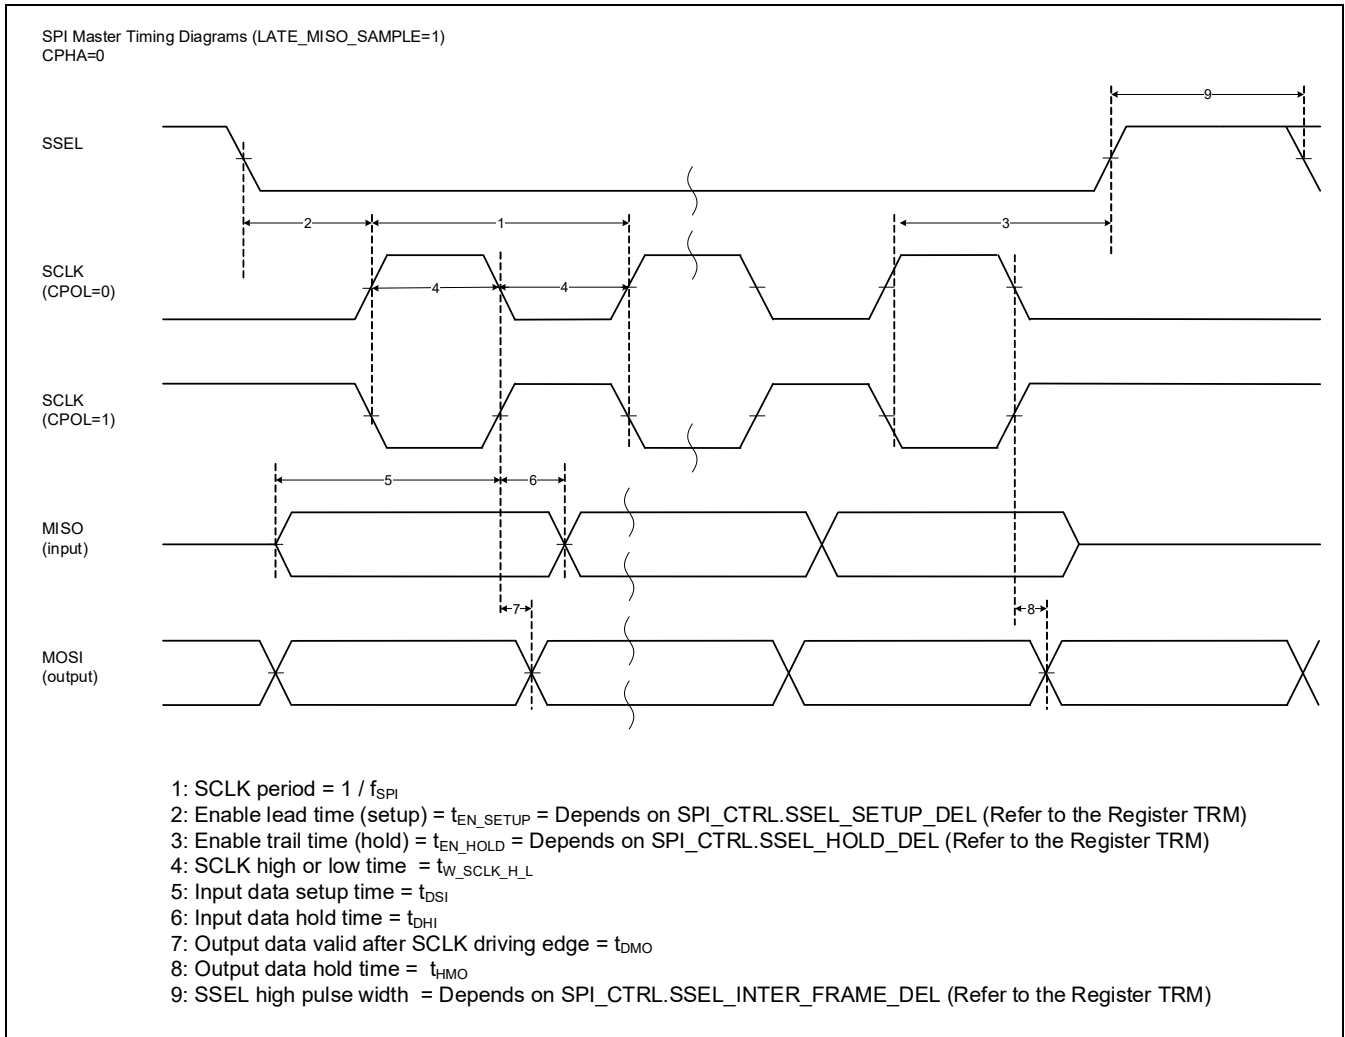 SPI Master Timing Diagrams (LATE_MISO_SAMPLE=1)
CPHA=0
9
SSEL
2
1
3
SCLK
(CPOL=0)
4
4
SCLK
(CPOL=1)
5
6
MISO
(input)
7
8
MOSI
(output)
1: SCLK period = 1 / fSPI
2: Enable lead time (setup) = tEN_SETUP = Depends on SPI_CTRL.SSEL_SETUP_DEL (Refer to the Register TRM)
3: Enable trail time (hold) = tEN_HOLD = Depends on SPI_CTRL.SSEL_HOLD_DEL (Refer to the Register TRM)
4: SCLK high or low time = tW_SCLK_H_L
5: Input data setup time = tDSI
6: Input data hold time = tDHI
7: Output data valid after SCLK driving edge = tDMO
8: Output data hold time = tHMO
9: SSEL high pulse width = Depends on SPI_CTRL.SSEL_INTER_FRAME_DEL (Refer to the Register TRM)